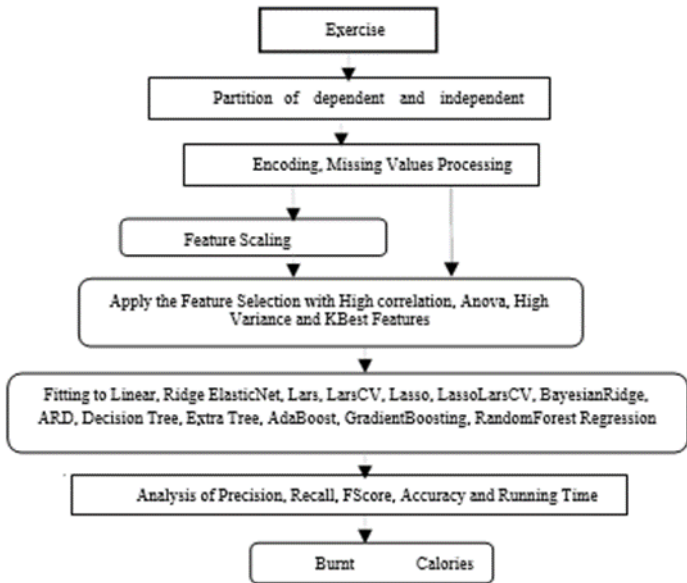 Exercise
Partition of dependent and independent
Encoding, Missing Values Processing
Feature Scaling
Apply the Feature Selection with High correlation, Anova, High
Variance and KBest Features
Fitting to Linear, Ridge ElasticNet, Lars, LarsCV, Lasso, LassoLarsCV, BayesianRidge,
ARD, Decision Tree, Extra Tree, AdaBoost, GradientBoosting, RandomForest Regression
Analysis of Precision, Recall, FScore, Accuracy and Running Time
Burnt Calories